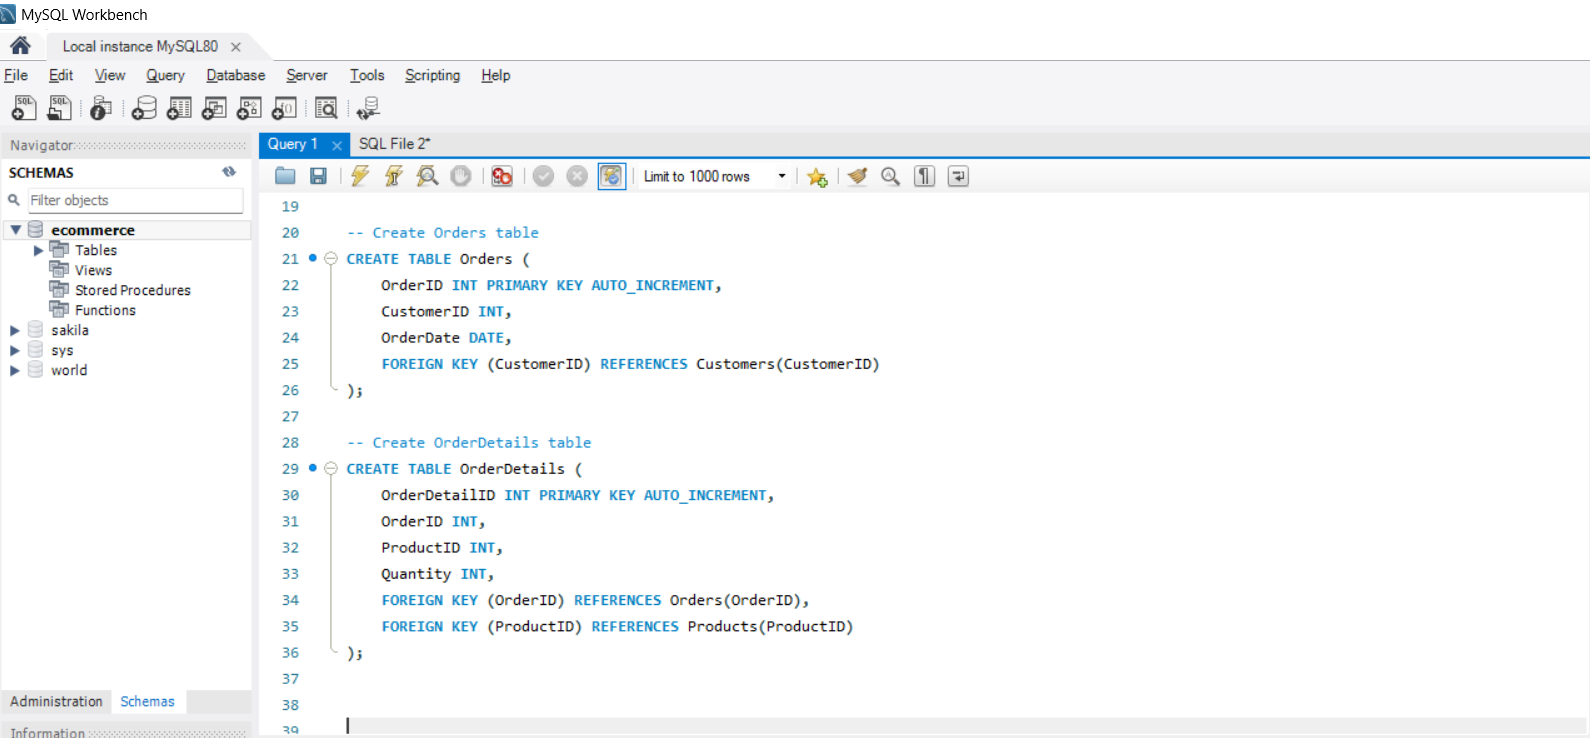 MySQL Workbench
Local instance MySQL80
File Edit View Query Database Server Tools Scripting Help
Navigator
SCHEMAS
Filter objects
ecommerce
Tables
Views
Stored Procedures
Functions
sakila
sys
world
Administration Schemas
Information
Query 1 SQL File 2*
Limit to 1000 rows
19
20 -- Create Orders table
21 CREATE TABLE Orders (
22 OrderID INT PRIMARY KEY AUTO_INCREMENT,
23 CustomerID INT,
24 OrderDate DATE,
25 FOREIGN KEY (CustomerID) REFERENCES Customers(CustomerID)
26 );
27
28 -- Create OrderDetails table
29 CREATE TABLE OrderDetails (
30 OrderDetailID INT PRIMARY KEY AUTO_INCREMENT,
31 OrderID INT,
32 ProductID INT,
33 Quantity INT,
34 FOREIGN KEY (OrderID) REFERENCES Orders(OrderID),
35 FOREIGN KEY (ProductID) REFERENCES Products(ProductID)
36 );
37
38
39